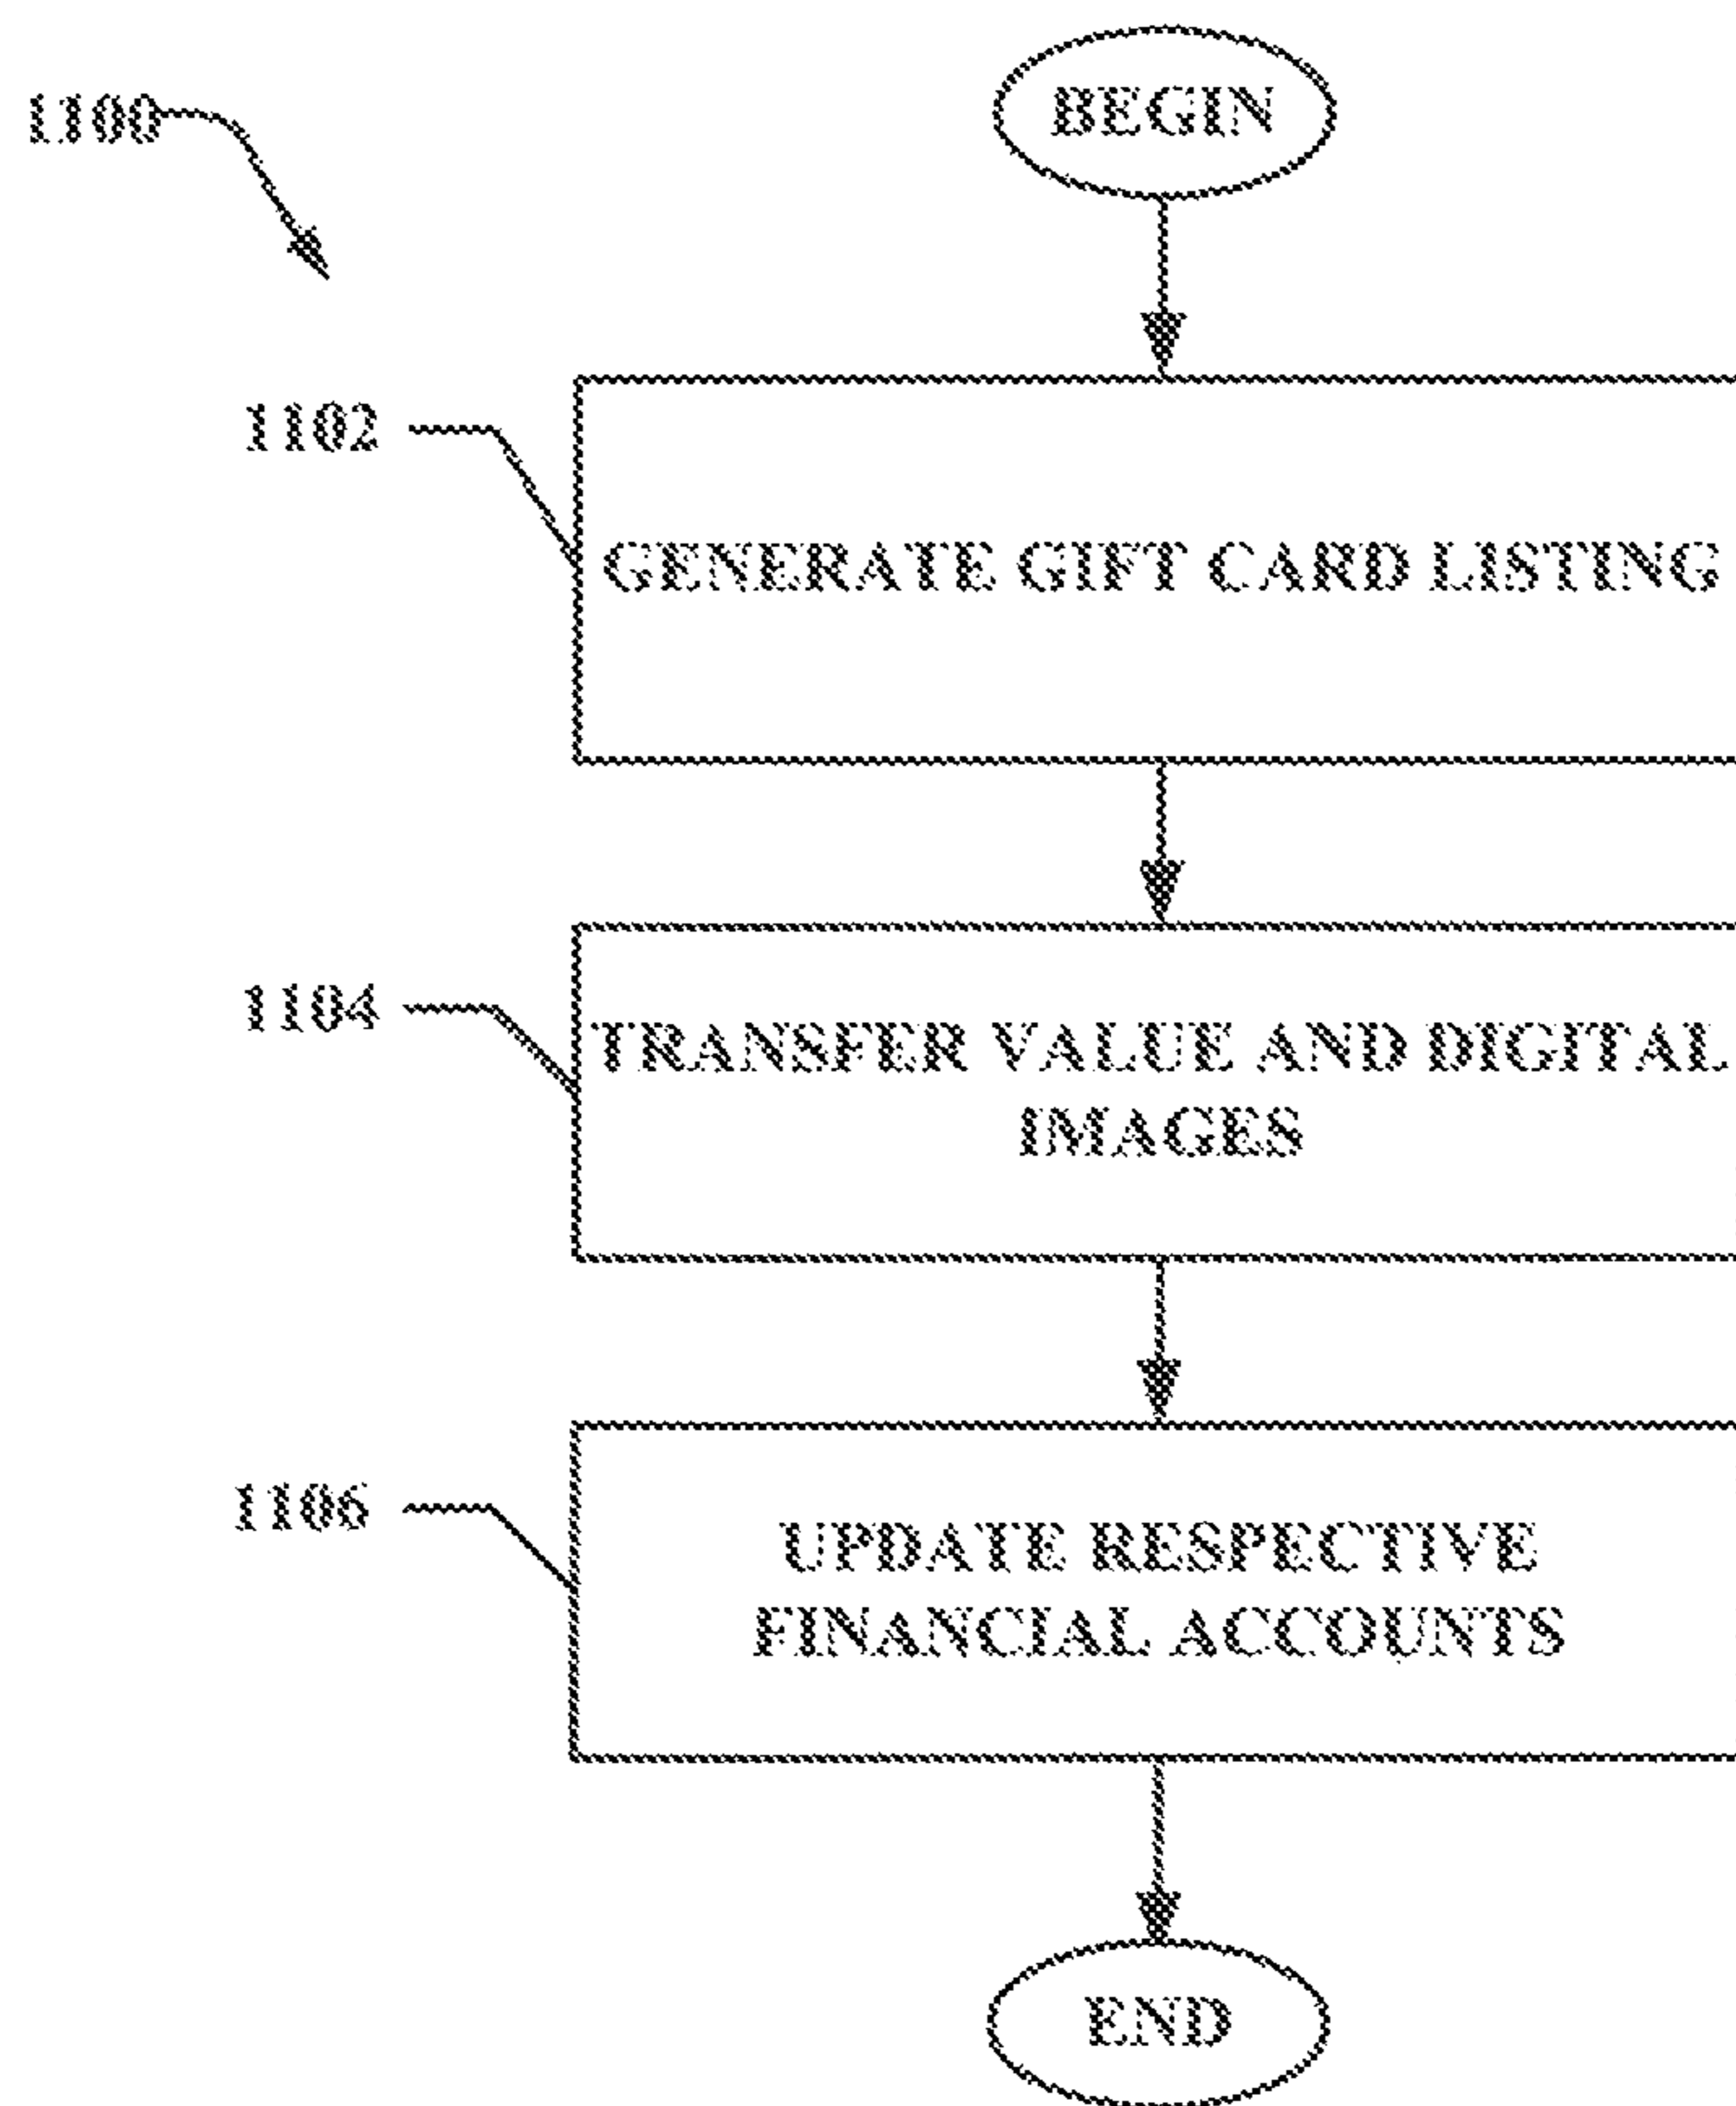 1100
BEGIN
1102
GENERATE GIFT CARD LISTING
1104
TRANSFER VALUE AND DIGITAL
IMAGES
1106
UPDATE RESPECTIVE
FINANCIAL ACCOUNTS
END